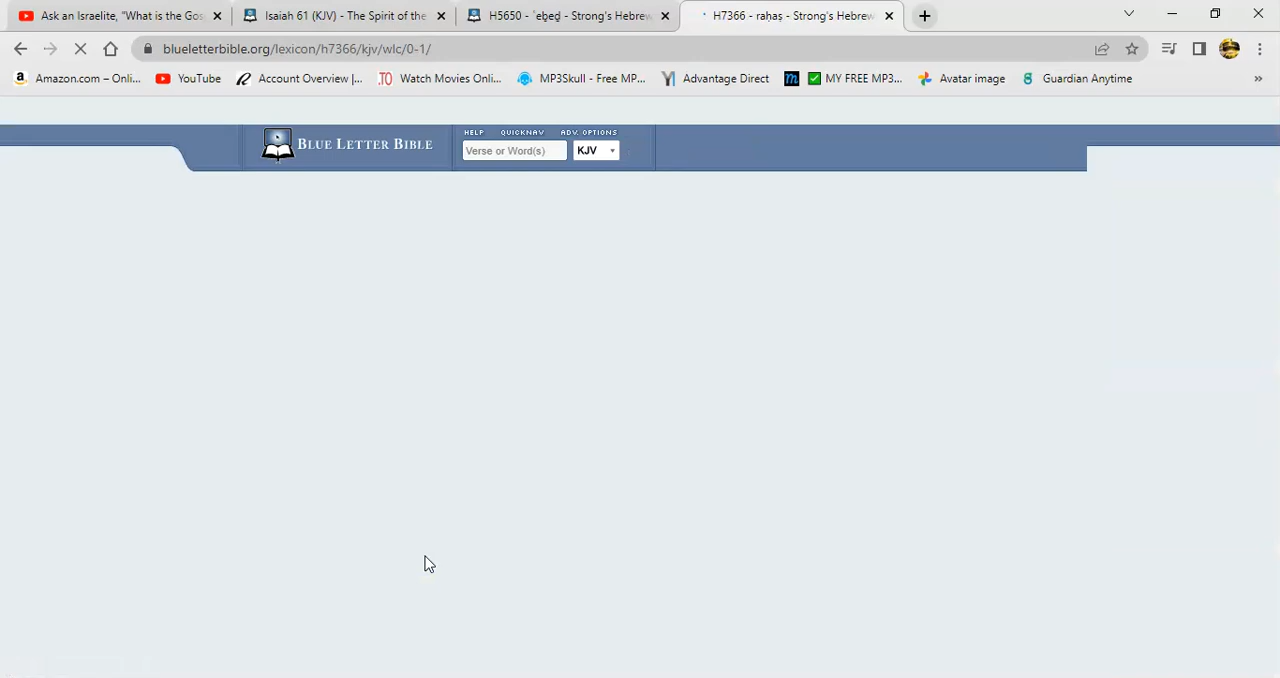 Ask an Israelite, "What is the Gos
Isaiah 61 (KJV) - The Spirit of the
H5650 - ʿeḇeḏ - Strong's Hebrew
H7366 - raḥaṣ - Strong's Hebrew
blueletterbible.org/lexicon/h7366/kjv/wlc/0-1/
Amazon.com – Onli...
YouTube
Account Overview |...
.TO Watch Movies Onli...
MP3Skull - Free MP...
Advantage Direct
m MY FREE MP3...
Avatar image
Guardian Anytime
»
HELP QUICKNAV ADV. OPTIONS
BLUE LETTER BIBLE
Verse or Word(s)
KJV